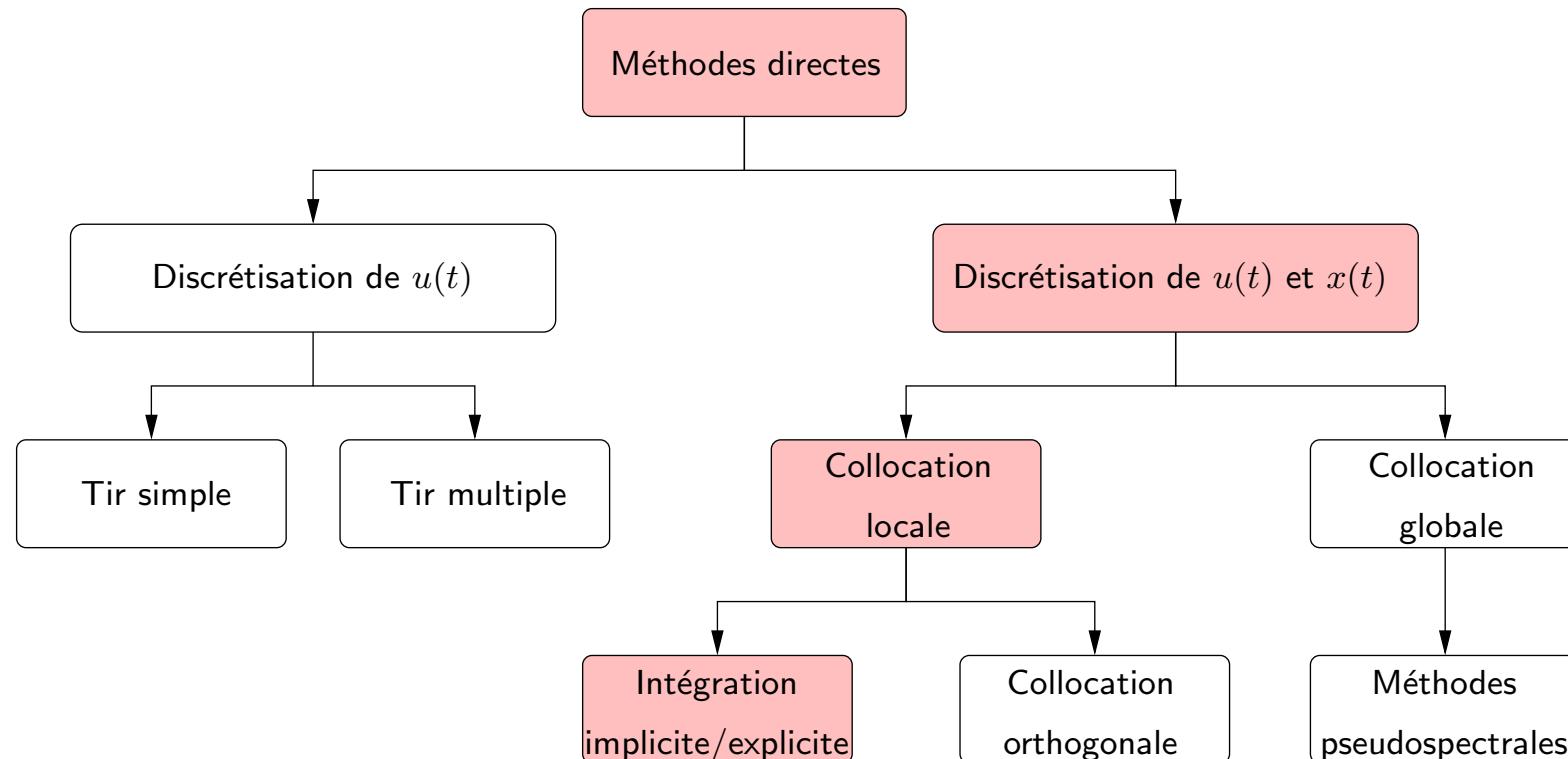 Méthodes directes
Discrétisation de u(t)
Discrétisation de u(t) et x(t)
Tir simple
Tir multiple
Collocation
locale
Collocation
globale
Intégration
implicite/explicite
Collocation
orthogonale
Méthodes
pseudospectrales